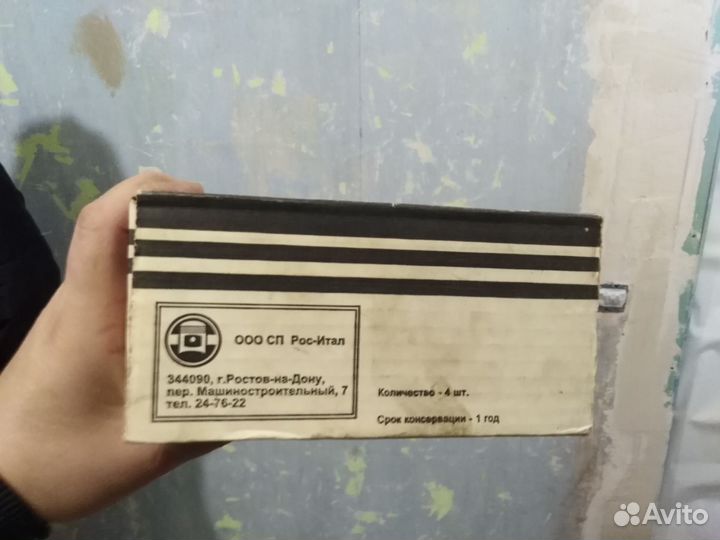 ООО СП Рос-Итал
344090, г.Ростов-на-Дону,
пер. Машиностроительный, 7
тел. 24-76-22
Количество - 4 шт.
Срок консервации - 1 год
Avito